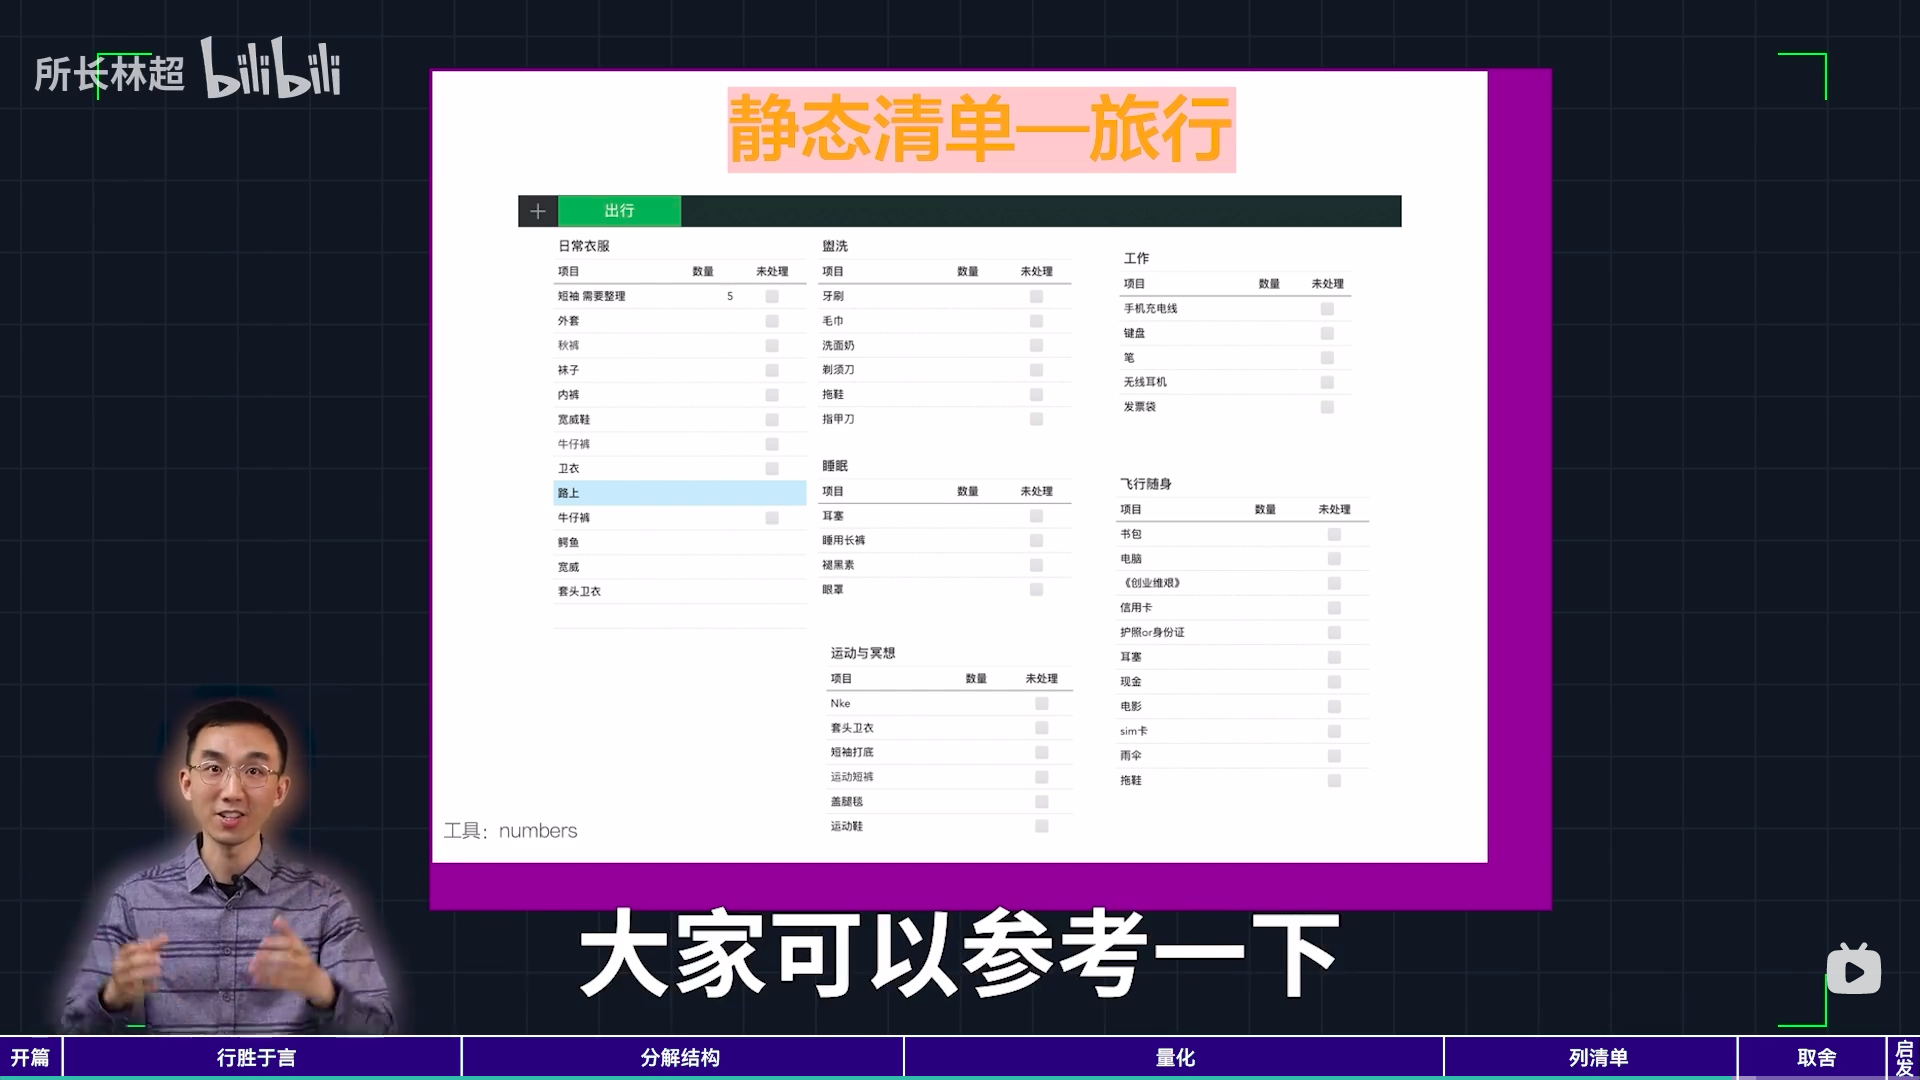 所长林超 bilibili
静态清单—旅行
出行
日常衣服
项目 数量 未处理
短袖 需要整理 5
外套
秋裤
袜子
内裤
宽威鞋
牛仔裤
卫衣
路上
牛仔裤
鳄鱼
宽威
套头卫衣
盥洗
项目 数量 未处理
牙刷
毛巾
洗面奶
剃须刀
拖鞋
指甲刀
睡眠
项目 数量 未处理
耳塞
睡用长裤
褪黑素
眼罩
运动与冥想
项目 数量 未处理
Nke
套头卫衣
短袖打底
运动短裤
盖腿毯
运动鞋
工作
项目 数量 未处理
手机充电线
键盘
笔
无线耳机
发票袋
飞行随身
项目 数量 未处理
书包
电脑
《创业维艰》
信用卡
护照or身份证
耳塞
现金
电影
sim卡
雨伞
拖鞋
工具：numbers
大家可以参考一下
开篇 行胜于言 分解结构 量化 列清单 取舍 启发